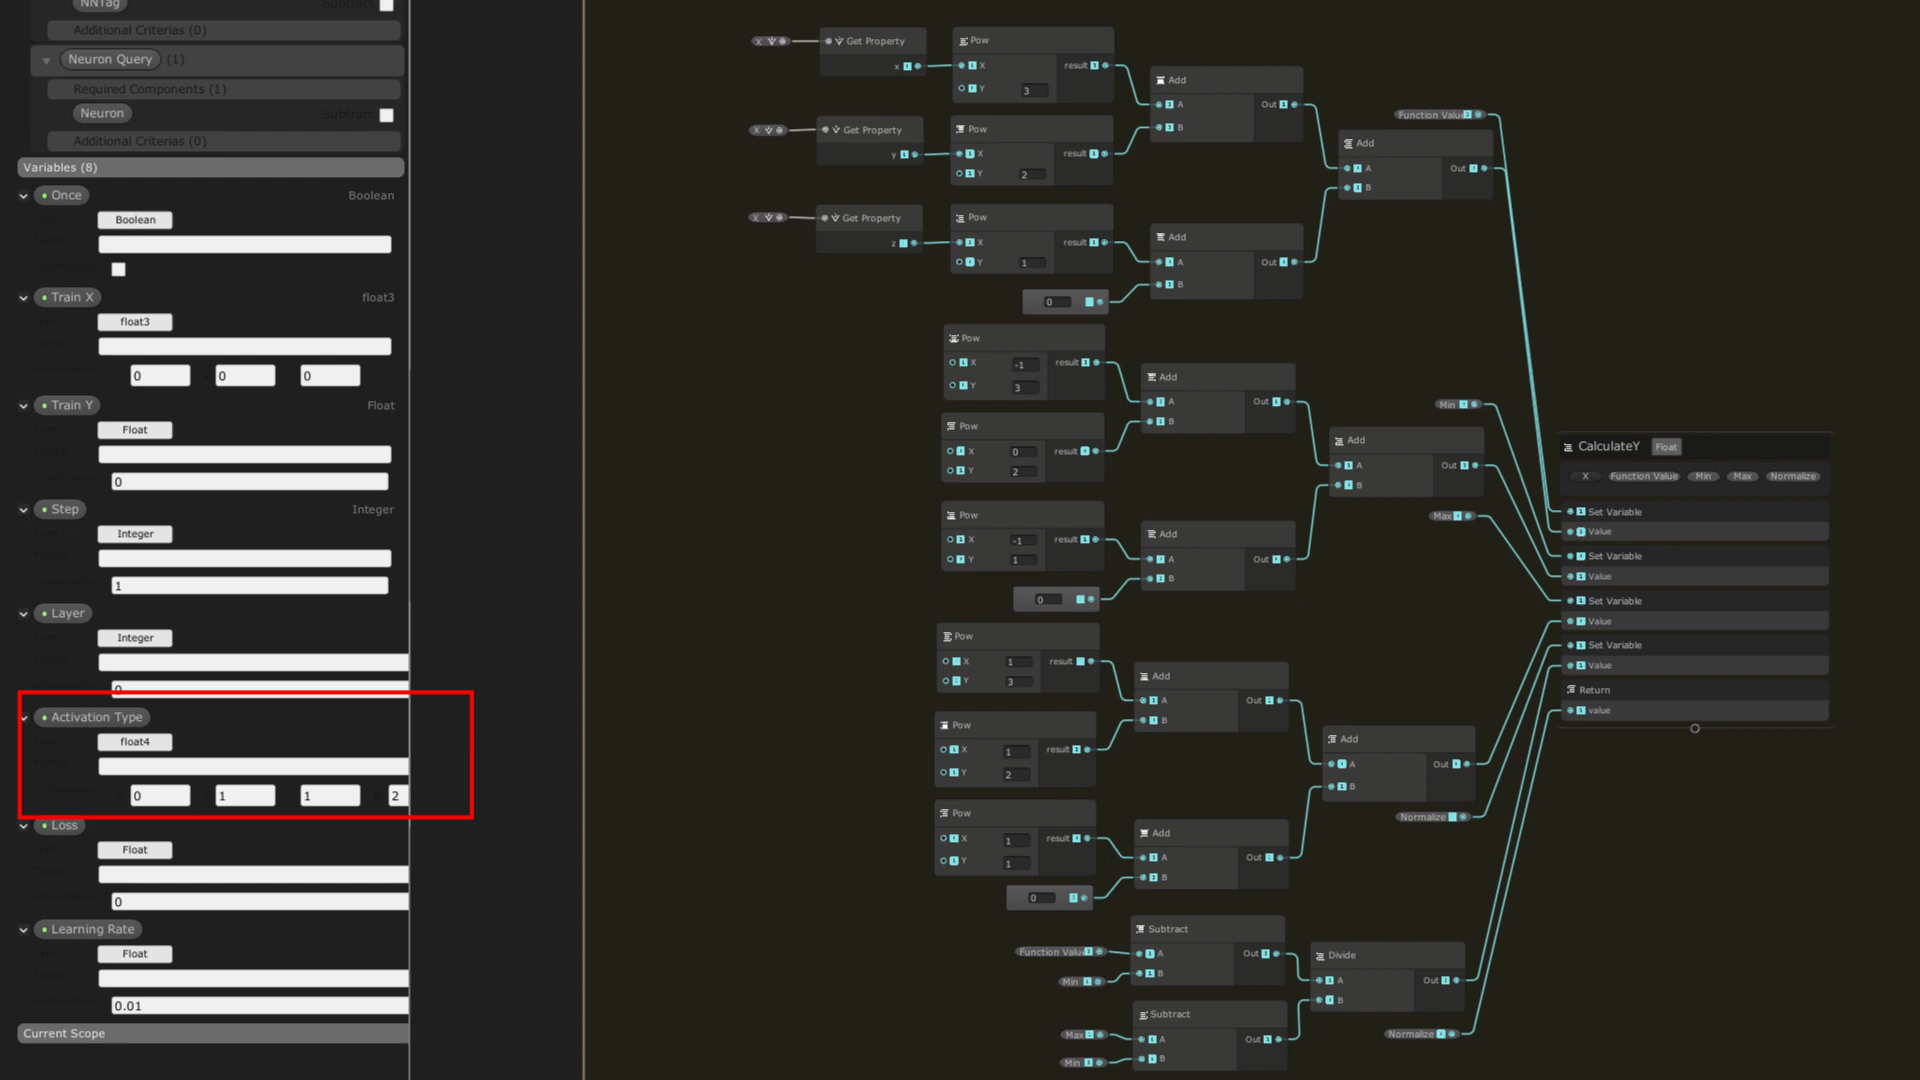 NNTag Subtract
Additional Criterias (0)
Neuron Query (1)
Required Components (1)
Neuron Subtract
Additional Criterias (0)
Variables (8)
Once Boolean
Boolean
Train X float3
float3
0 0 0
Train Y Float
Float
0
Step Integer
Integer
1
Layer
Integer
0
Activation Type
float4
0 1 1 2
Loss
Float
0
Learning Rate
Float
0.01
Current Scope
X
Get Property
x
Pow
X result
Y 3
X
Get Property
y
Pow
X result
Y 2
X
Get Property
z
Pow
X result
Y 1
Add
A Out
B
Add
A Out
B
0
Add
A Out
B
Function Value
Pow
X -1 result
Y 3
Pow
X 0 result
Y 2
Pow
X -1 result
Y 1
Add
A Out
B
Add
A Out
B
0
Add
A Out
B
Min
Max
Pow
X 1 result
Y 3
Pow
X 1 result
Y 2
Pow
X 1 result
Y 1
Add
A Out
B
Add
A Out
B
0
Add
A Out
B
Normalize
Function Value
Min
Subtract
A Out
B
Max
Min
Subtract
A Out
B
Divide
A Out
B
Normalize
CalculateY Float
X Function Value Min Max Normalize
Set Variable
Value
Set Variable
Value
Set Variable
Value
Set Variable
Value
Return
value